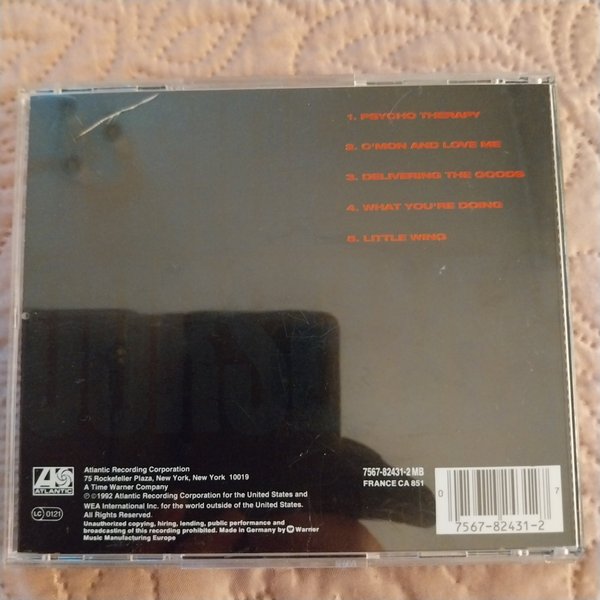 1. PSYCHO THERAPY
2. C'MON AND LOVE ME
3. DELIVERING THE GOODS
4. WHAT YOU'RE DOING
5. LITTLE WING
ATLANTIC
Atlantic Recording Corporation
75 Rockefeller Plaza, New York, New York 10019
A Time Warner Company
℗©1992 Atlantic Recording Corporation for the United States and
WEA International Inc. for the world outside of the United States.
All Rights Reserved.
Unauthorized copying, hiring, lending, public performance and
broadcasting of this recording prohibited. Made in Germany by Warner
Music Manufacturing Europe
LC 0121
7567-82431-2 MB
FRANCE CA 851
0 7
7567-82431-2